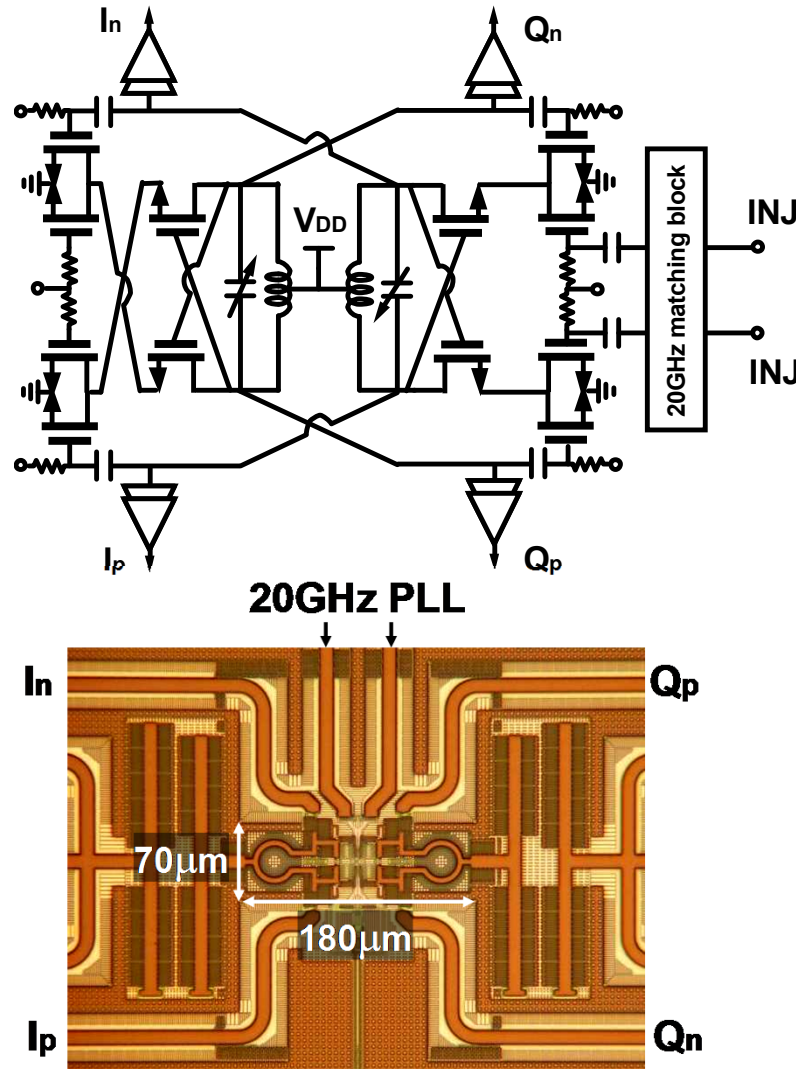 In
Qn
VDD
INJ
20GHz matching block
INJ
Ip
Qp
20GHz PLL
In
Qp
70μm
180μm
Ip
Qn